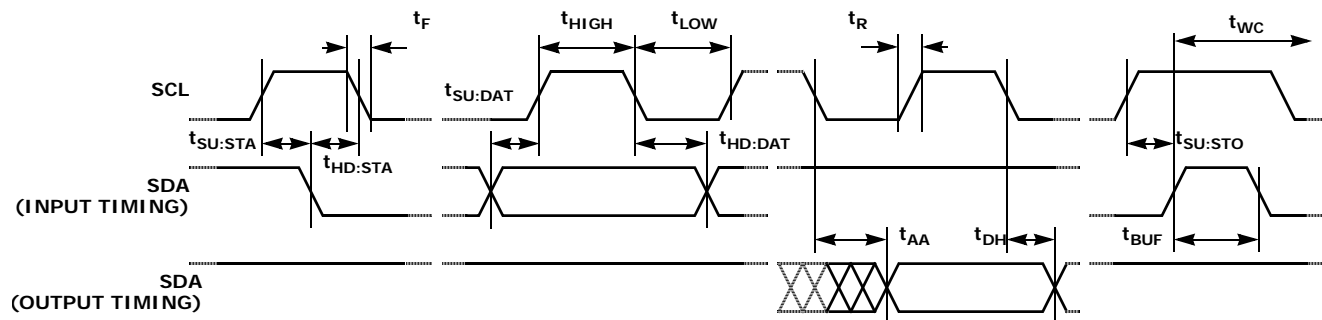 tF
tHIGH
tLOW
tR
tWC
SCL
tSU:DAT
tSU:STA
tHD:STA
tHD:DAT
tSU:STO
SDA
(INPUT TIMING)
tAA
tDH
tBUF
SDA
(OUTPUT TIMING)